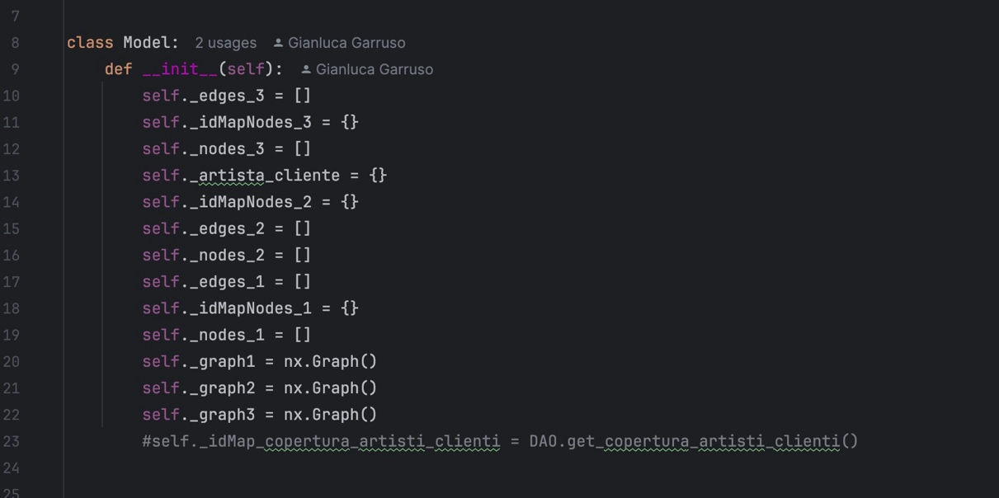 7
8 class Model: 2 usages Gianluca Garruso
9 def __init__(self): Gianluca Garruso
10 self._edges_3 = []
11 self._idMapNodes_3 = {}
12 self._nodes_3 = []
13 self._artista_cliente = {}
14 self._idMapNodes_2 = {}
15 self._edges_2 = []
16 self._nodes_2 = []
17 self._edges_1 = []
18 self._idMapNodes_1 = {}
19 self._nodes_1 = []
20 self._graph1 = nx.Graph()
21 self._graph2 = nx.Graph()
22 self._graph3 = nx.Graph()
23 #self._idMap_copertura_artisti_clienti = DAO.get_copertura_artisti_clienti()
24
25